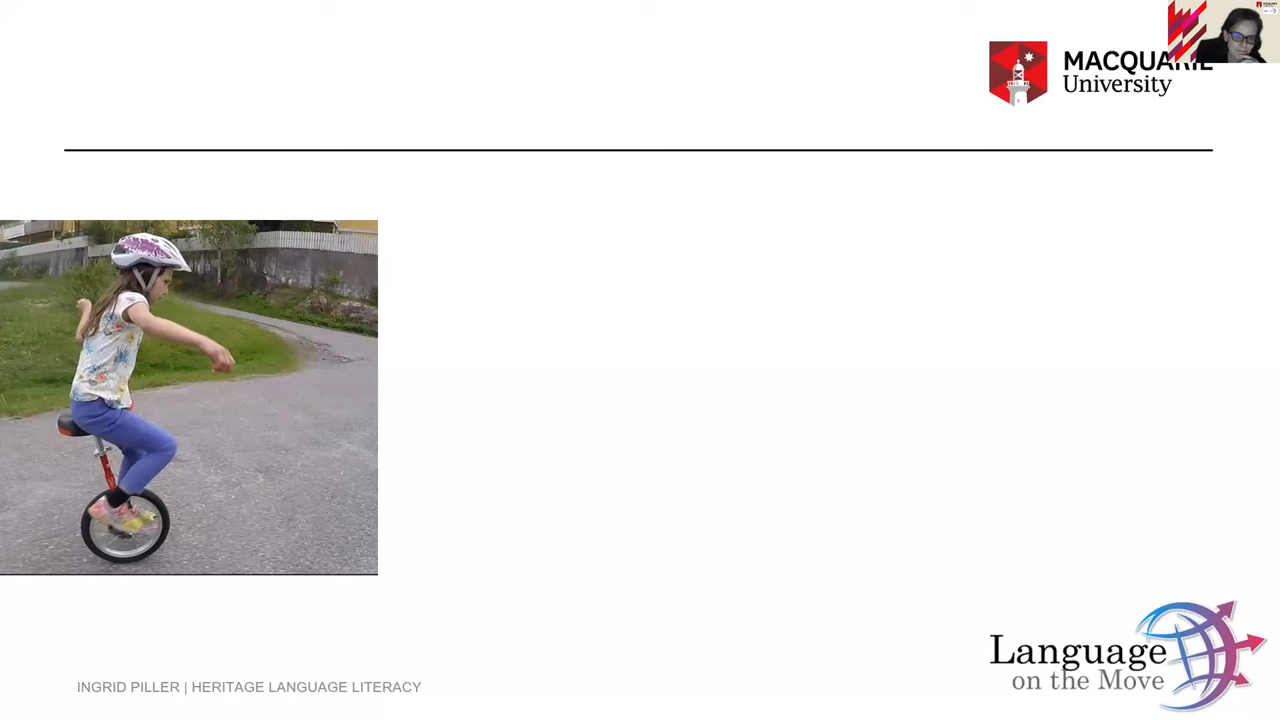 MACQUARIE
University
INGRID PILLER | HERITAGE LANGUAGE LITERACY
Language
on the Move